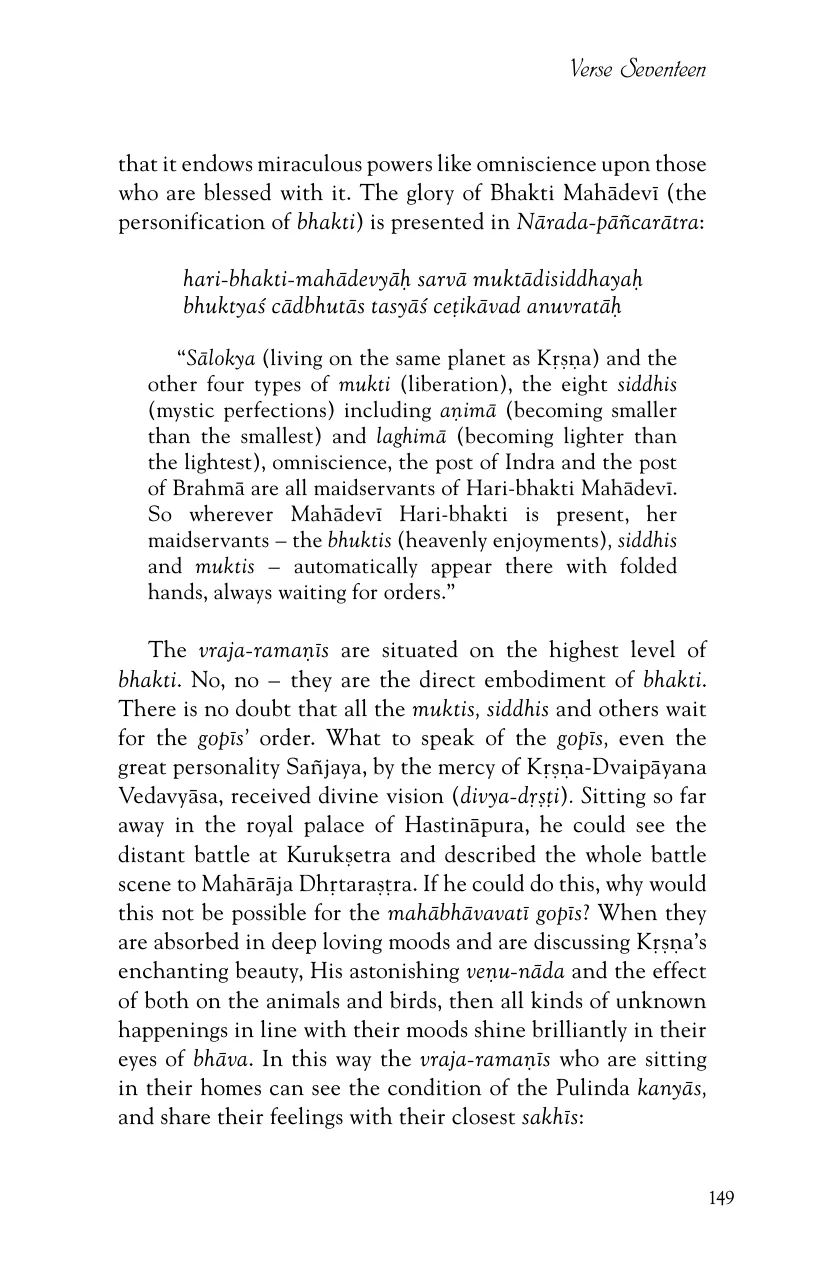 Verse Seventeen
that it endows miraculous powers like omniscience upon those
who are blessed with it. The glory of Bhakti Mahādevī (the
personification of bhakti) is presented in Nārada-pāñcarātra:
hari-bhakti-mahādevyāḥ sarvā muktādisiddhayaḥ
bhuktyaś cādbhutās tasyāś ceṭikāvad anuvratāḥ
“Sālokya (living on the same planet as Kṛṣṇa) and the
other four types of mukti (liberation), the eight siddhis
(mystic perfections) including aṇimā (becoming smaller
than the smallest) and laghimā (becoming lighter than
the lightest), omniscience, the post of Indra and the post
of Brahmā are all maidservants of Hari-bhakti Mahādevī.
So wherever Mahādevī Hari-bhakti is present, her
maidservants – the bhuktis (heavenly enjoyments), siddhis
and muktis – automatically appear there with folded
hands, always waiting for orders.”
The vraja-ramaṇīs are situated on the highest level of
bhakti. No, no – they are the direct embodiment of bhakti.
There is no doubt that all the muktis, siddhis and others wait
for the gopīs’ order. What to speak of the gopīs, even the
great personality Sañjaya, by the mercy of Kṛṣṇa-Dvaipāyana
Vedavyāsa, received divine vision (divya-dṛṣṭi). Sitting so far
away in the royal palace of Hastināpura, he could see the
distant battle at Kurukṣetra and described the whole battle
scene to Mahārāja Dhṛtaraṣṭra. If he could do this, why would
this not be possible for the mahābhāvavatī gopīs? When they
are absorbed in deep loving moods and are discussing Kṛṣṇa’s
enchanting beauty, His astonishing veṇu-nāda and the effect
of both on the animals and birds, then all kinds of unknown
happenings in line with their moods shine brilliantly in their
eyes of bhāva. In this way the vraja-ramaṇīs who are sitting
in their homes can see the condition of the Pulinda kanyās,
and share their feelings with their closest sakhīs:
149